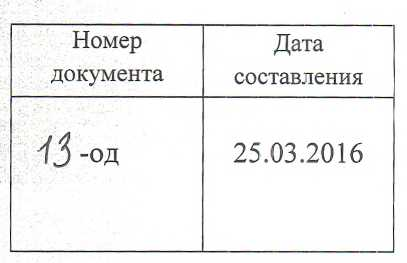 Номер документа
Дата составления
13-од
25.03.2016